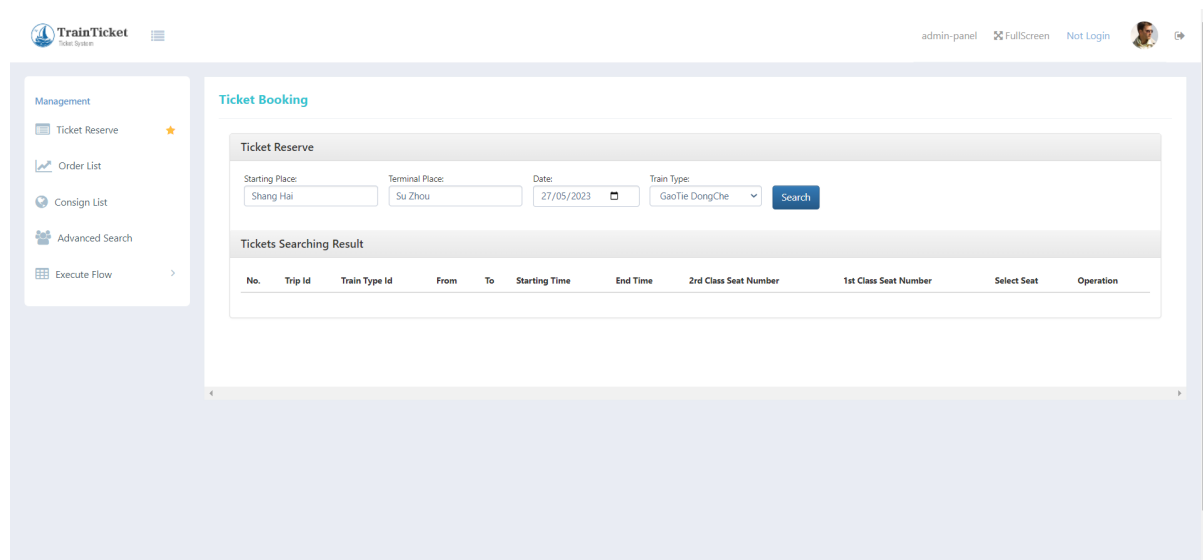 TrainTicket
Ticket System
admin-panel FullScreen Not Login
Management
Ticket Reserve
Order List
Consign List
Advanced Search
Execute Flow
Ticket Booking
Ticket Reserve
Starting Place: Terminal Place: Date: Train Type:
Shang Hai Su Zhou 27/05/2023 GaoTie DongChe Search
Tickets Searching Result
No. Trip Id Train Type Id From To Starting Time End Time 2rd Class Seat Number 1st Class Seat Number Select Seat Operation